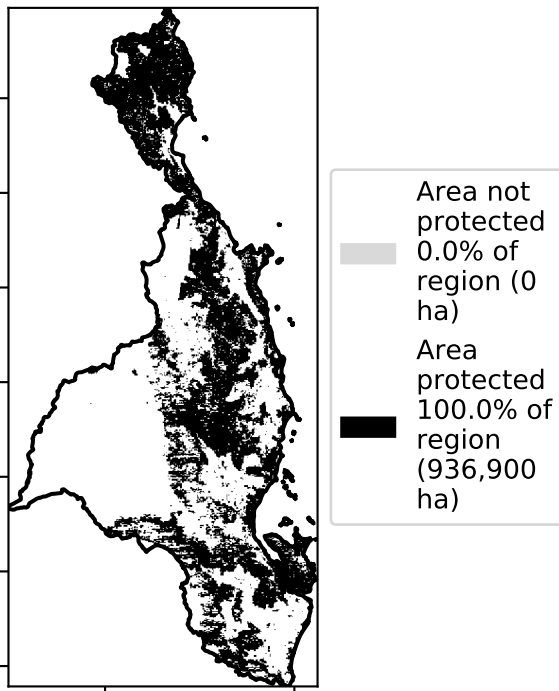 Area not
protected
0.0% of
region (0
ha)
Area
protected
100.0% of
region
(936,900
ha)